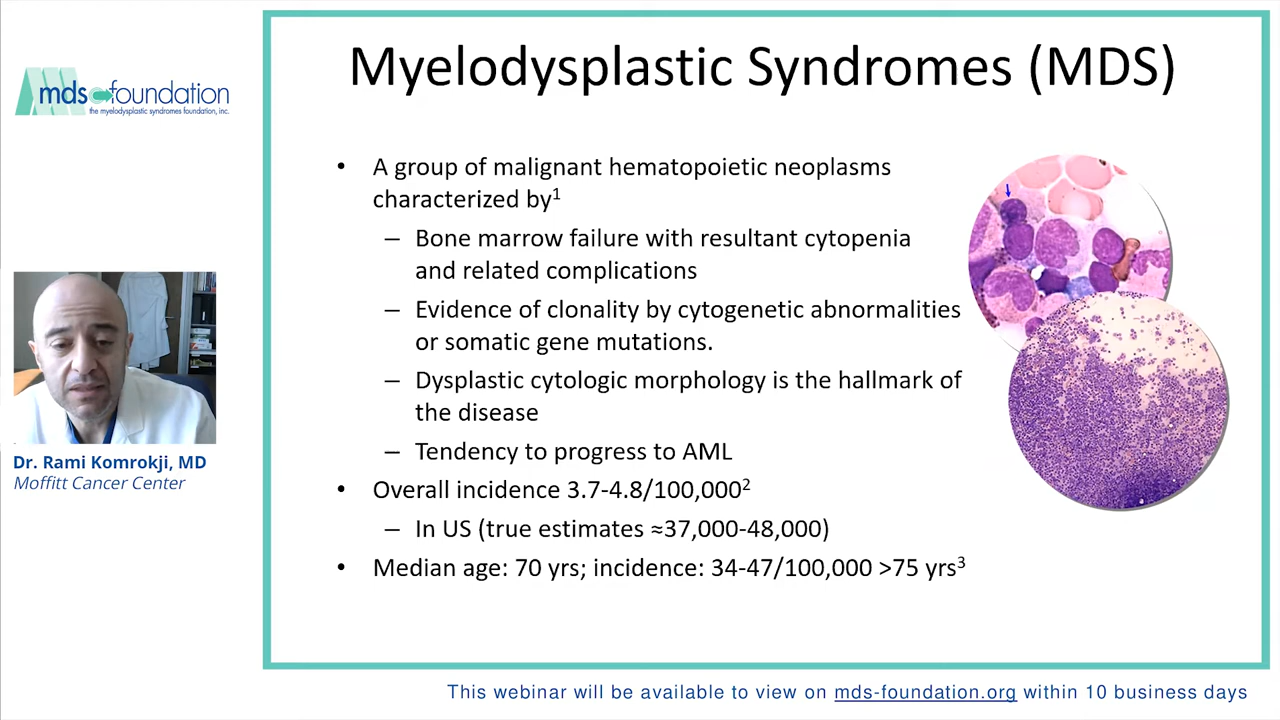 Myelodysplastic Syndromes (MDS)
mds foundation
the myelodysplastic syndromes foundation, inc.
• A group of malignant hematopoietic neoplasms
characterized by¹
– Bone marrow failure with resultant cytopenia
and related complications
– Evidence of clonality by cytogenetic abnormalities
or somatic gene mutations.
– Dysplastic cytologic morphology is the hallmark of
the disease
– Tendency to progress to AML
• Overall incidence 3.7-4.8/100,000²
– In US (true estimates ≈37,000-48,000)
• Median age: 70 yrs; incidence: 34-47/100,000 >75 yrs³
Dr. Rami Komrokji, MD
Moffitt Cancer Center
This webinar will be available to view on mds-foundation.org within 10 business days